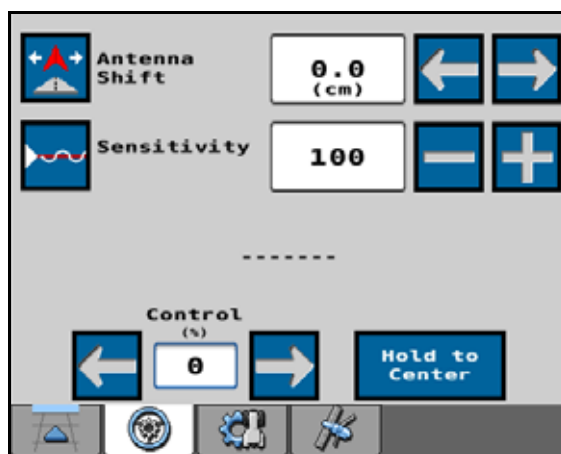 Antenna
Shift
0.0
(cm)
Sensitivity
100
-------
Control
(%)
0
Hold to
Center